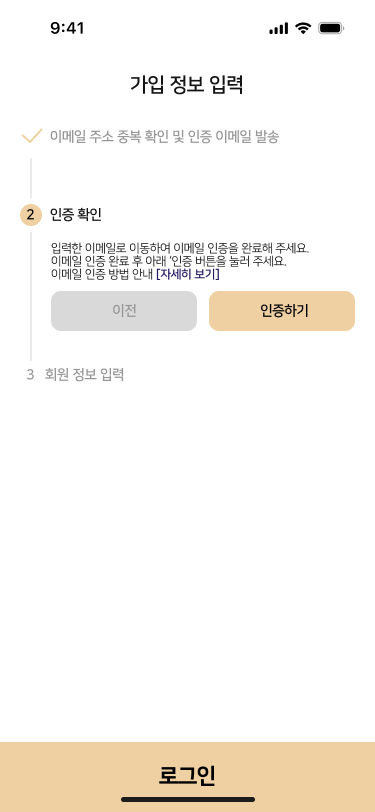 9:41
가입 정보 입력
이메일 주소 중복 확인 및 인증 이메일 발송
2 인증 확인
입력한 이메일로 이동하여 이메일 인증을 완료해 주세요.
이메일 인증 완료 후 아래 ‘인증 버튼을 눌러 주세요.
이메일 인증 방법 안내 [자세히 보기]
이전 인증하기
3 회원 정보 입력
로그인